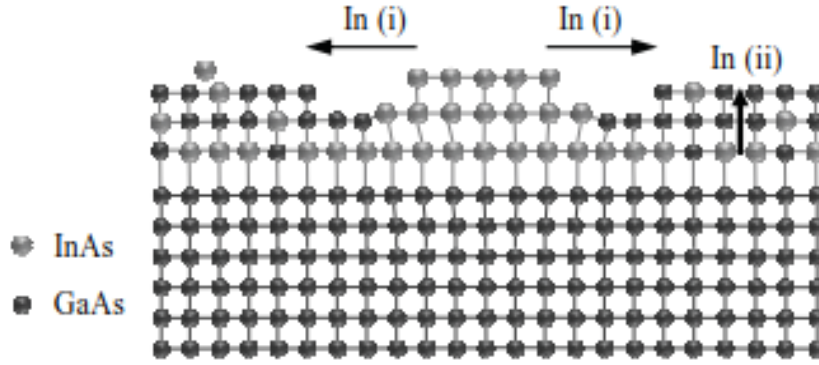 In (i)
In (i)
In (ii)
InAs
GaAs